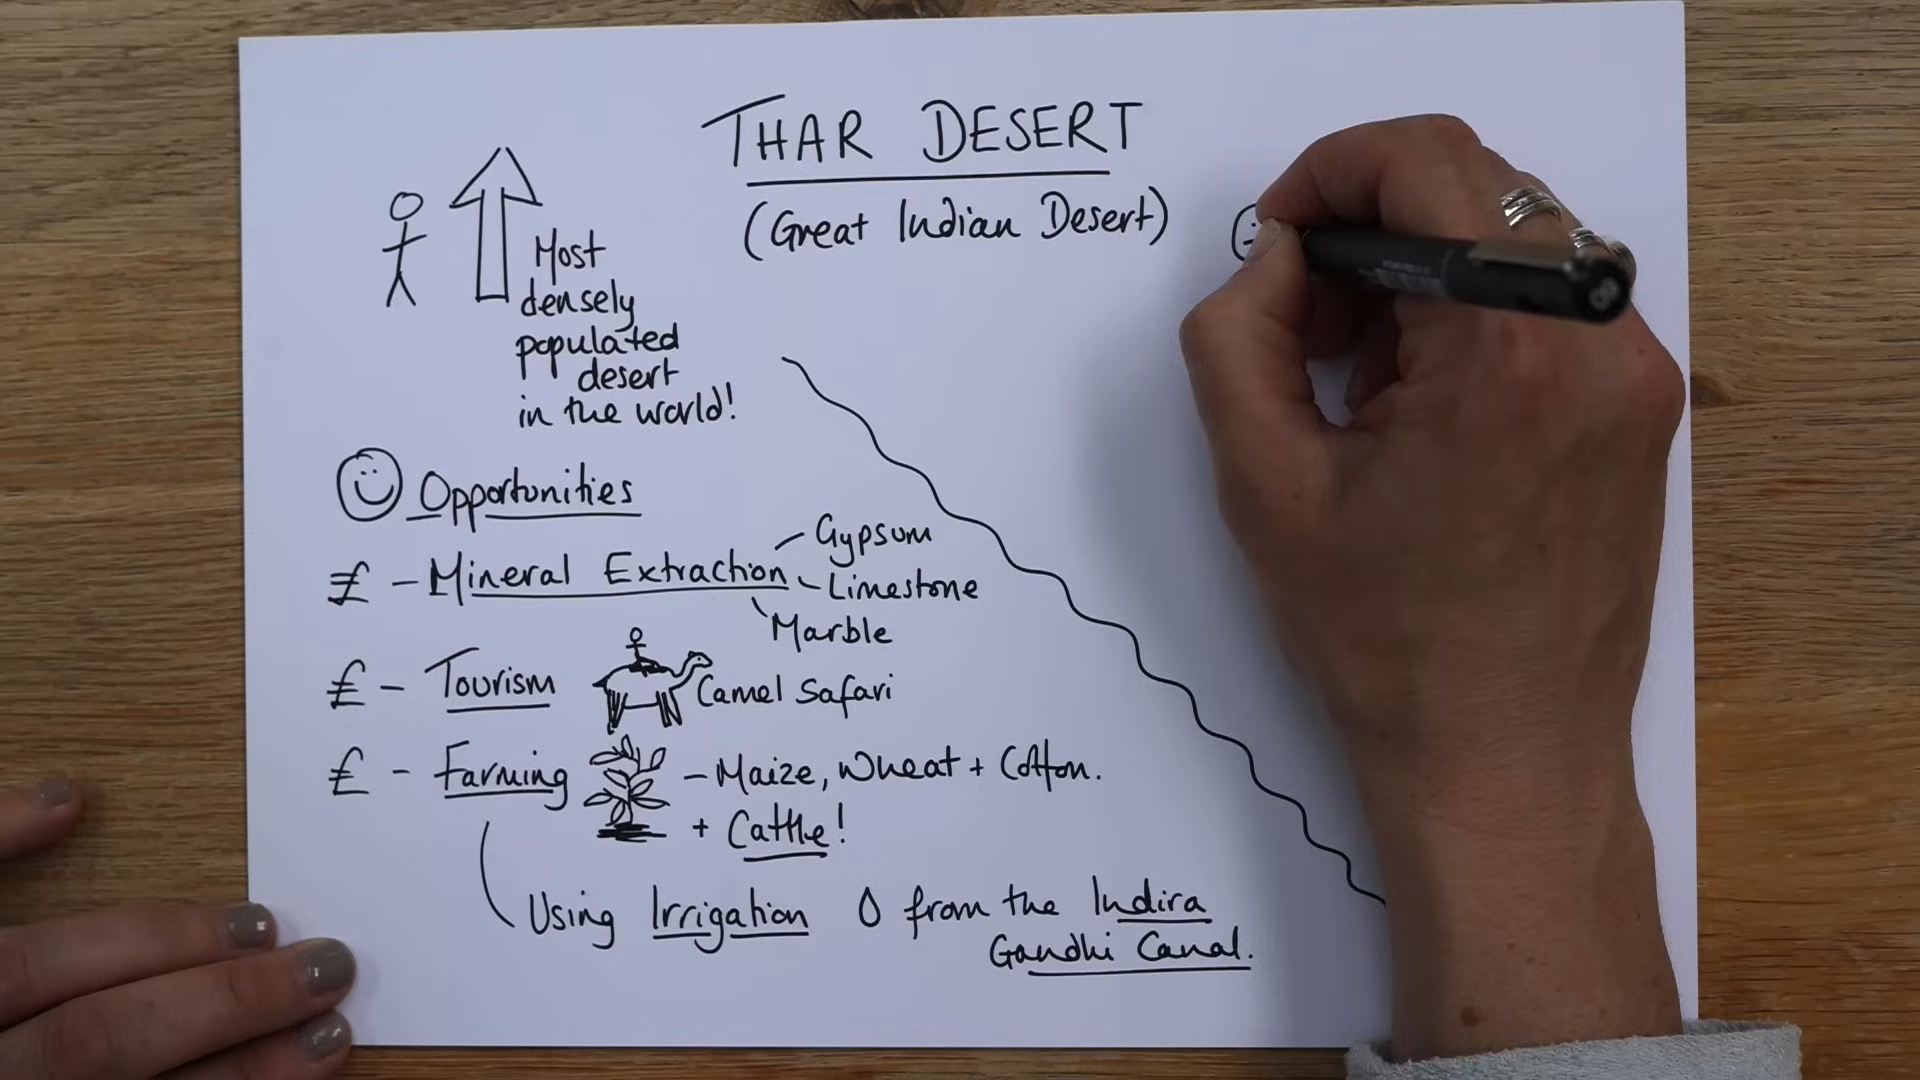 THAR DESERT
(Great Indian Desert)
Most
densely
populated
desert
in the world!
Opportunities
£ - Mineral Extraction - Gypsum
- Limestone
Marble
£ - Tourism Camel Safari
£ - Farming - Maize, Wheat + Cotton.
+ Cattle!
Using Irrigation from the Indira
Gandhi Canal.